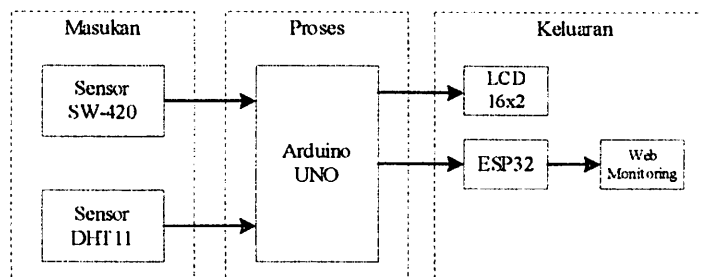 Masukan
Proses
Keluaran
Sensor
SW-420
Sensor
DHT11
Arduino
UNO
LCD
16x2
ESP32
Web
Monitoring